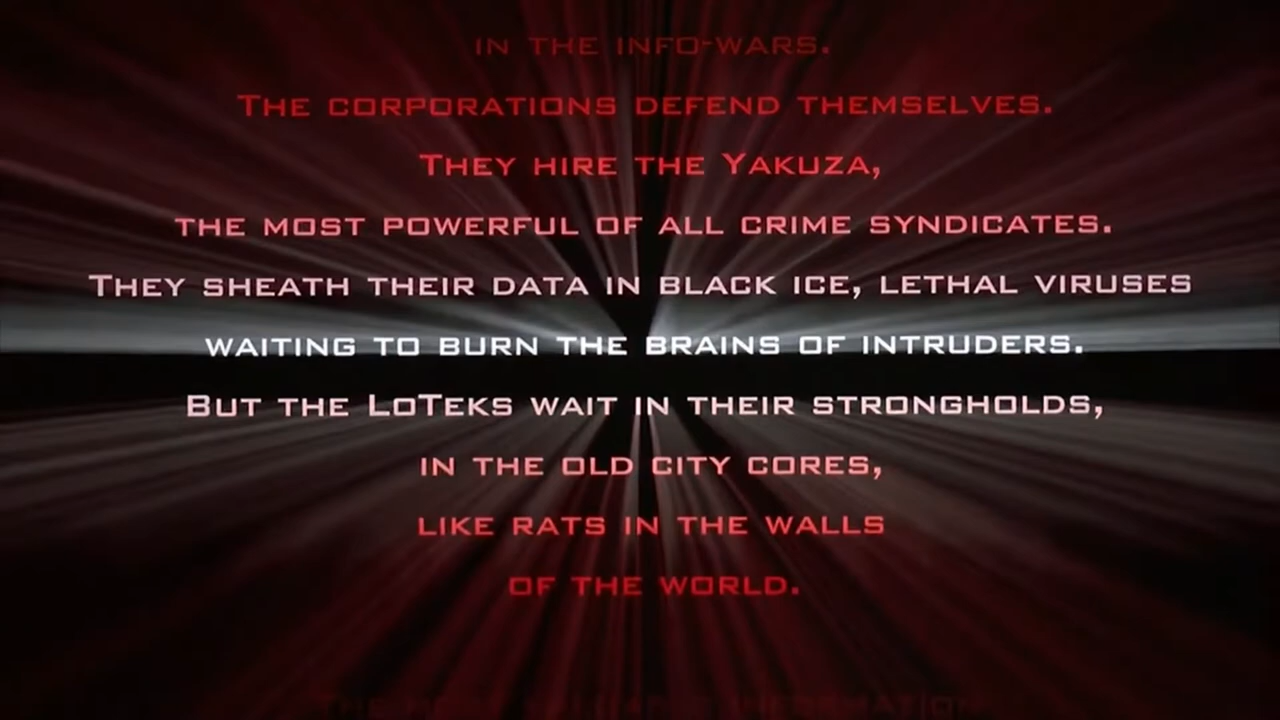 IN THE INFO-WARS.
THE CORPORATIONS DEFEND THEMSELVES.
THEY HIRE THE YAKUZA,
THE MOST POWERFUL OF ALL CRIME SYNDICATES.
THEY SHEATH THEIR DATA IN BLACK ICE, LETHAL VIRUSES
WAITING TO BURN THE BRAINS OF INTRUDERS.
BUT THE LOTEKS WAIT IN THEIR STRONGHOLDS,
IN THE OLD CITY CORES,
LIKE RATS IN THE WALLS
OF THE WORLD.